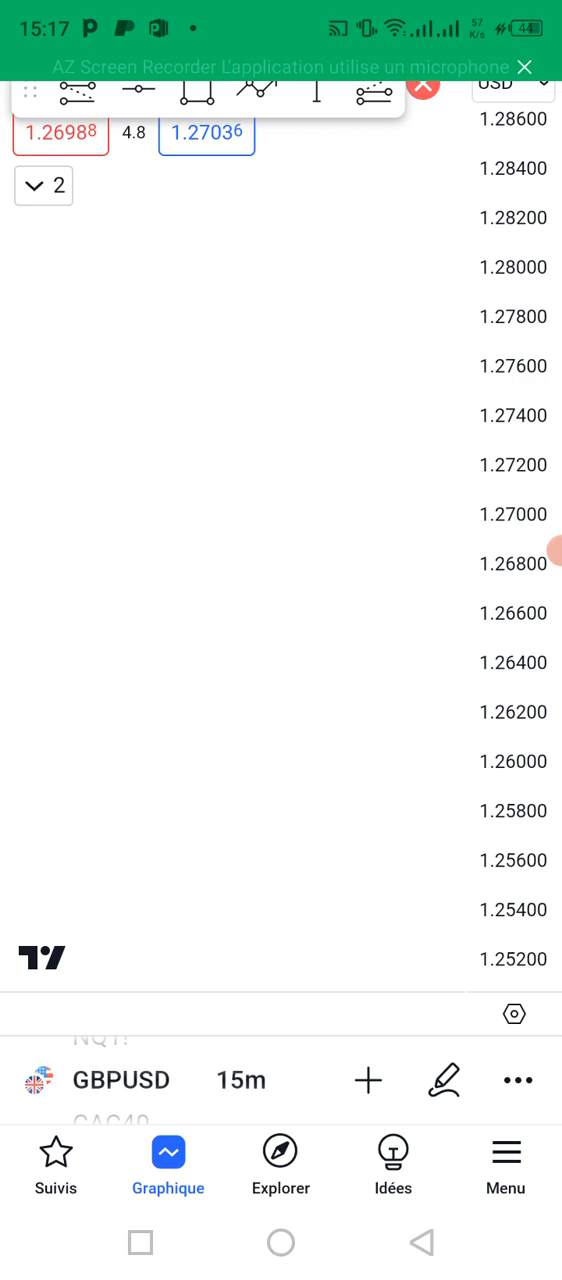 15:17
57
K/s
44
AZ Screen Recorder L'application utilise un microphone
USD
1.26988 4.8 1.27036
2
1.28600
1.28400
1.28200
1.28000
1.27800
1.27600
1.27400
1.27200
1.27000
1.26800
1.26600
1.26400
1.26200
1.26000
1.25800
1.25600
1.25400
1.25200
NQ1!
GBPUSD 15m
CAC40
Suivis Graphique Explorer Idées Menu